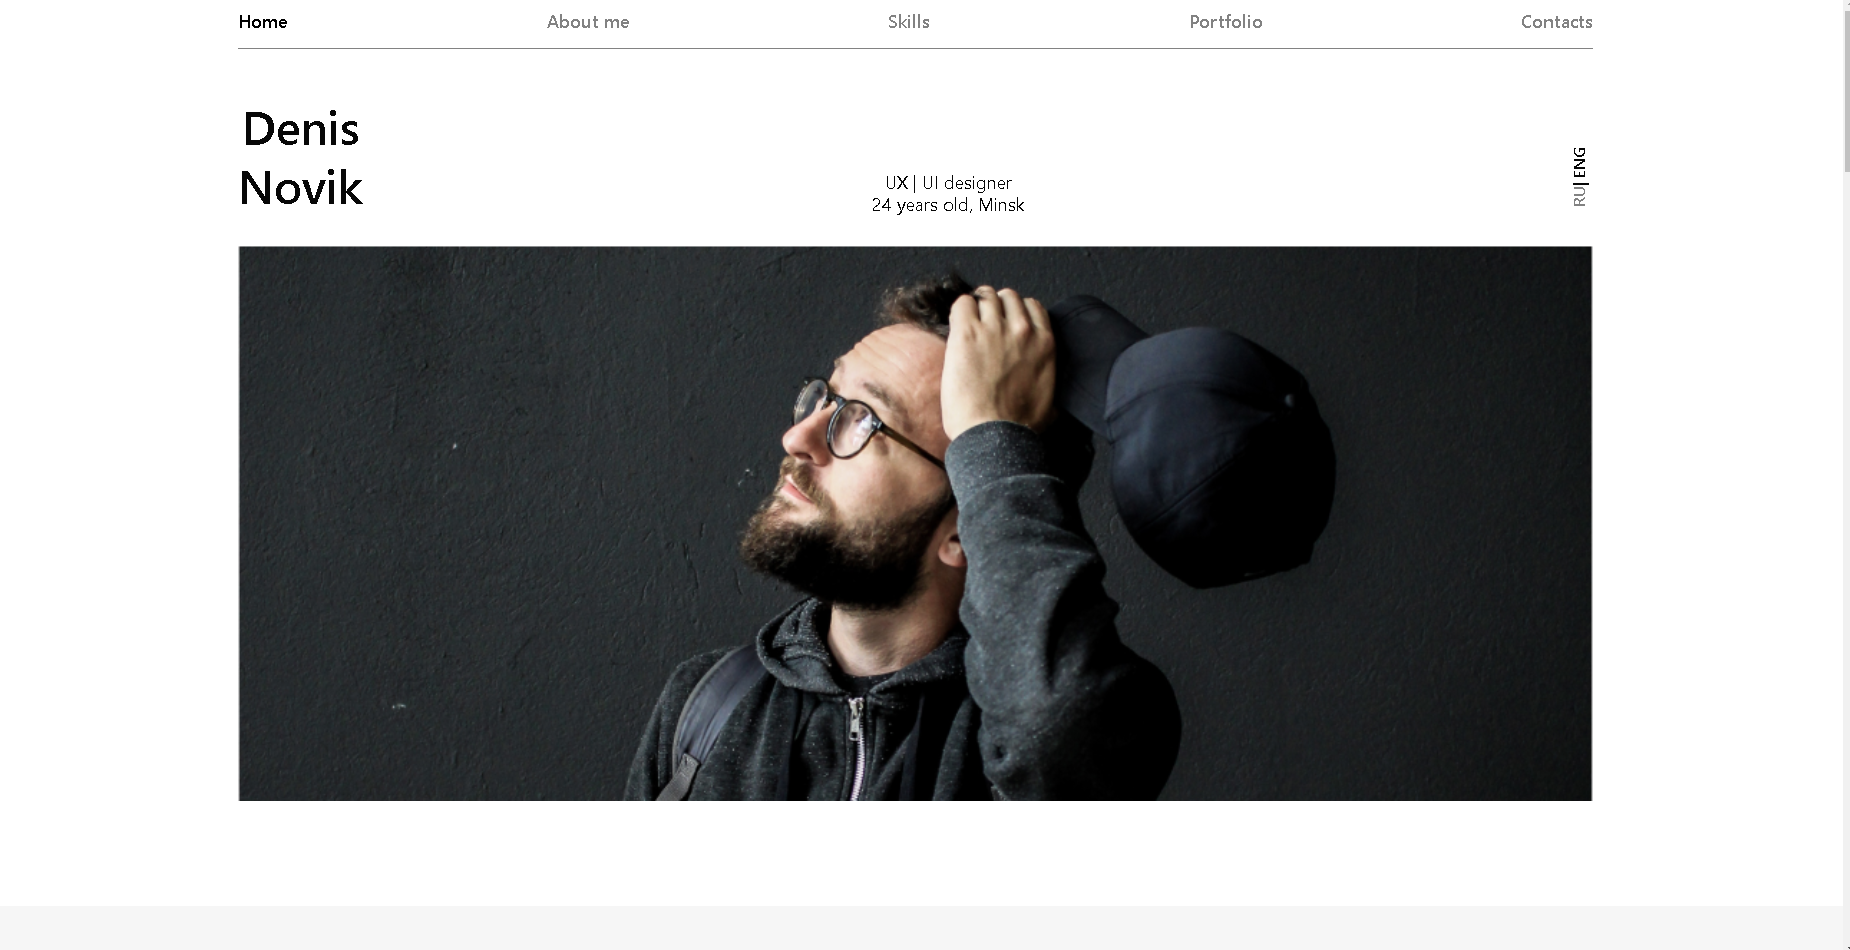 Home About me Skills Portfolio Contacts
Denis
Novik
UX | UI designer
24 years old, Minsk
RU| ENG